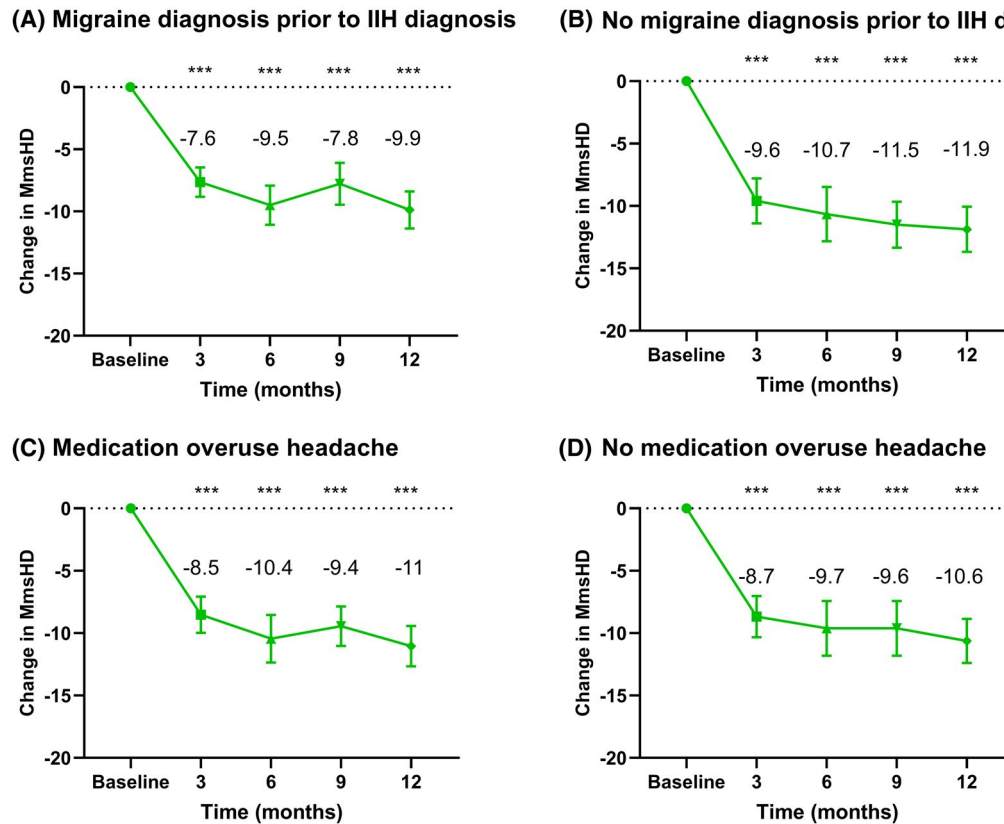 (A) Migraine diagnosis prior to IIH diagnosis
*** *** *** ***
0
-7.6 -9.5 -7.8 -9.9
-5
-10
-15
-20
Change in MmsHD
Baseline 3 6 9 12
Time (months)
(B) No migraine diagnosis prior to IIH d
*** *** *** ***
0
-9.6 -10.7 -11.5 -11.9
-5
-10
-15
-20
Change in MmsHD
Baseline 3 6 9 12
Time (months)
(C) Medication overuse headache
*** *** *** ***
0
-8.5 -10.4 -9.4 -11
-5
-10
-15
-20
Change in MmsHD
Baseline 3 6 9 12
Time (months)
(D) No medication overuse headache
*** *** *** ***
0
-5
-8.7 -9.7 -9.6 -10.6
-10
-15
-20
Change in MmsHD
Baseline 3 6 9 12
Time (months)